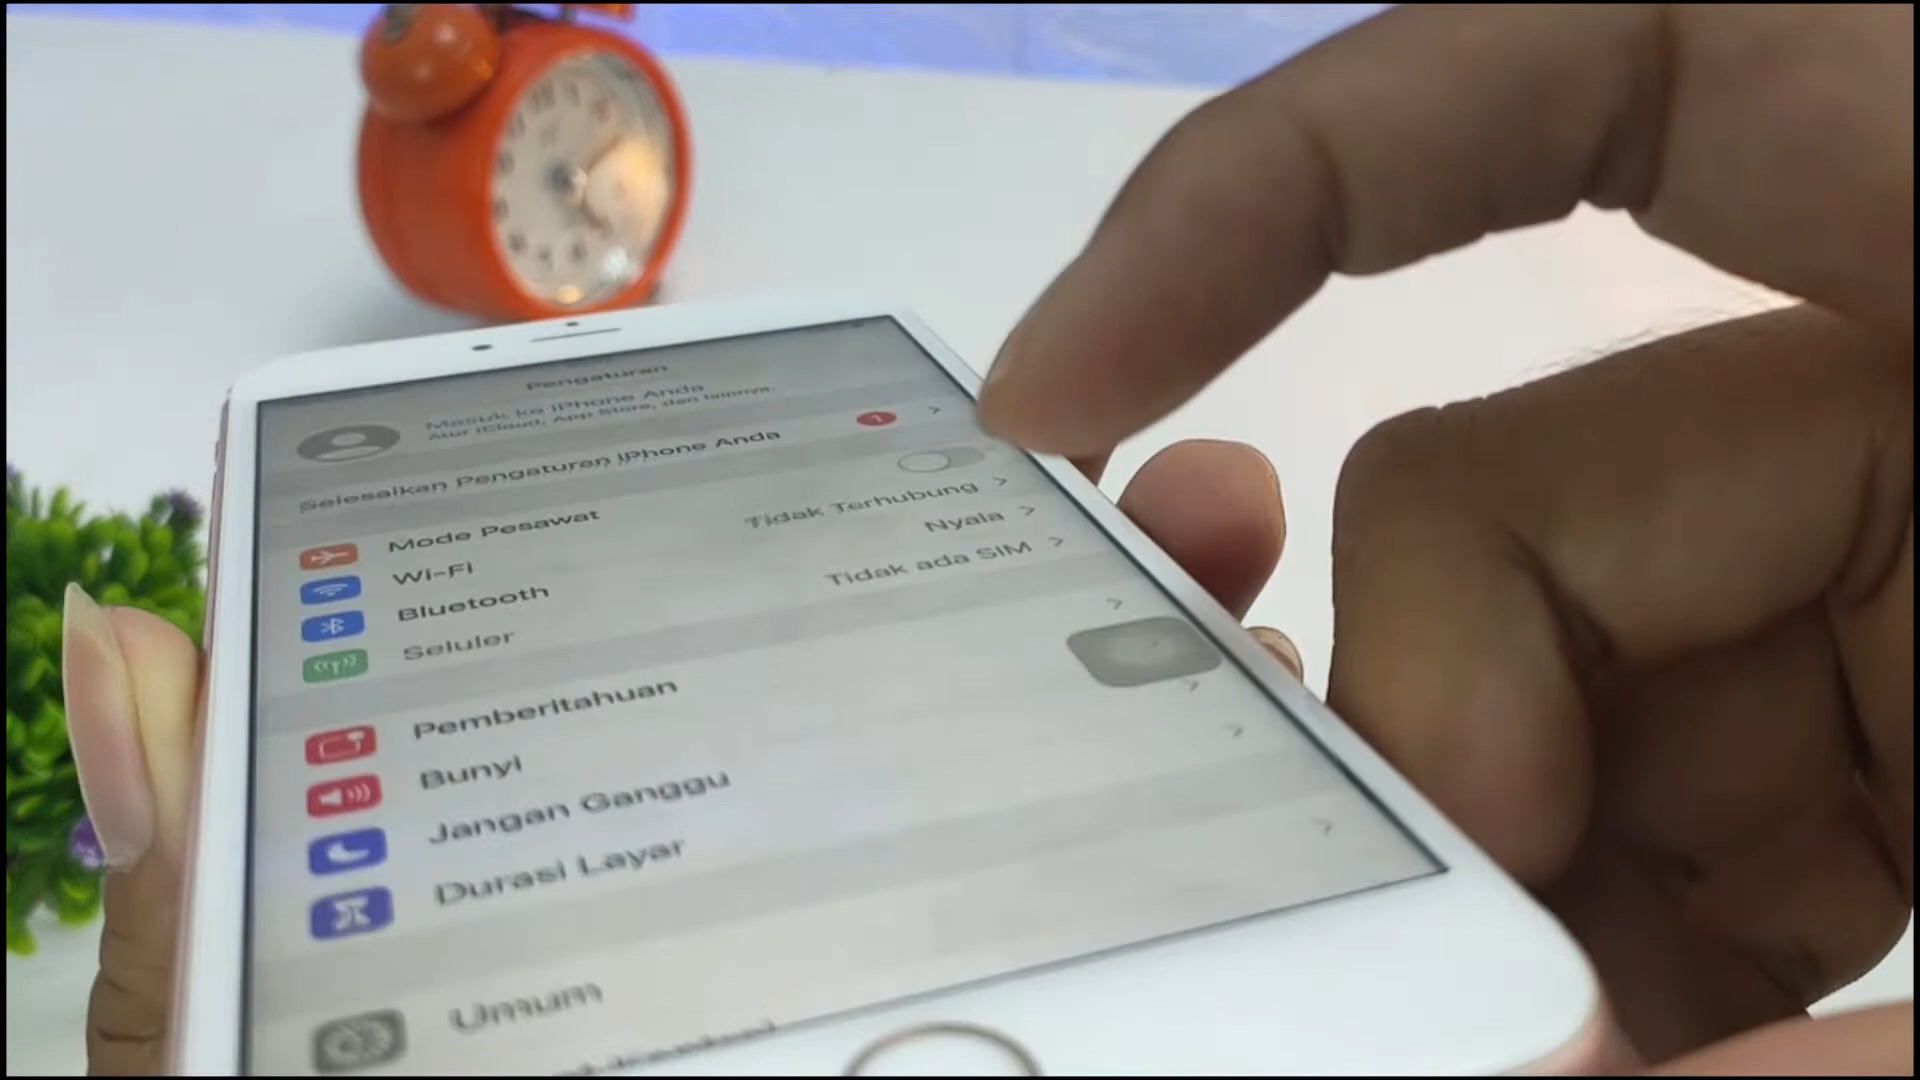 Pengaturan
Masuk ke iPhone Anda
Atur iCloud, App Store, dan lainnya.
Selesaikan Pengaturan iPhone Anda
1
Mode Pesawat
Wi-Fi
Tidak Terhubung
Bluetooth
Nyala
Seluler
Tidak ada SIM
Pemberitahuan
Bunyi
Jangan Ganggu
Durasi Layar
Umum